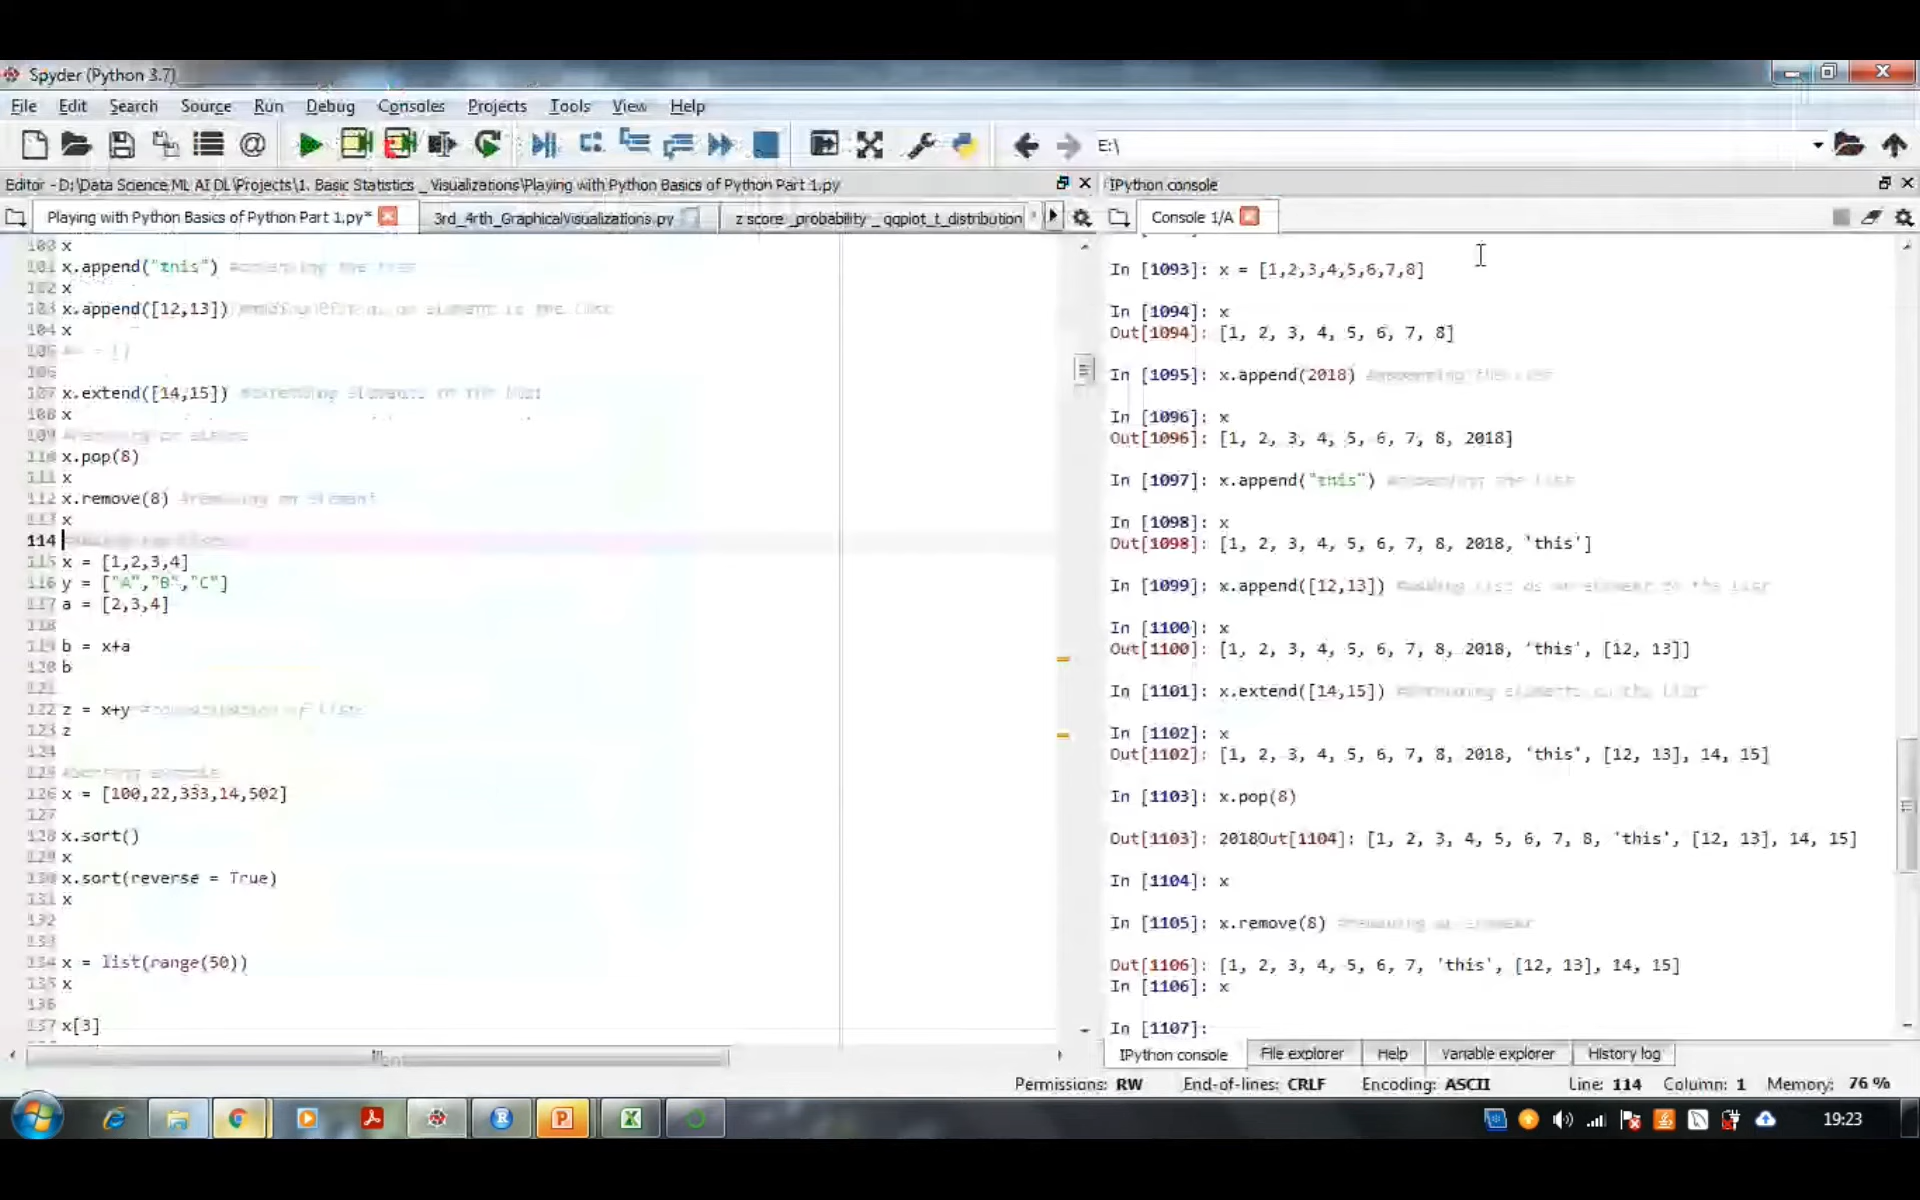 Spyder (Python 3.7)
File Edit Search Source Run Debug Consoles Projects Tools View Help
E:\
Editor - D:\Data Science ML AI DL\Projects\1. Basic Statistics _ Visualizations\Playing with Python Basics of Python Part 1.py
Playing with Python Basics of Python Part 1.py*
3rd_4rth_GraphicalVisualizations.py
z score_probability _ qqplot_t_distribution
100 x
101 x.append("this")
102 x
103 x.append([12,13])
104 x
105
106
107 x.extend([14,15])
108 x
109
110 x.pop(8)
111 x
112 x.remove(8) #removing an element
113 x
114
115 x = [1,2,3,4]
116 y = ["A","B","C"]
117 a = [2,3,4]
118
119 b = x+a
120 b
121
122 z = x+y
123 z
124
125
126 x = [100,22,333,14,502]
127
128 x.sort()
129 x
130 x.sort(reverse = True)
131 x
132
133
134 x = list(range(50))
135 x
136
137 x[3]
IPython console
Console 1/A
In [1093]: x = [1,2,3,4,5,6,7,8]
In [1094]: x
Out[1094]: [1, 2, 3, 4, 5, 6, 7, 8]
In [1095]: x.append(2018)
In [1096]: x
Out[1096]: [1, 2, 3, 4, 5, 6, 7, 8, 2018]
In [1097]: x.append("this")
In [1098]: x
Out[1098]: [1, 2, 3, 4, 5, 6, 7, 8, 2018, 'this']
In [1099]: x.append([12,13]) #adding list as an element to the list
In [1100]: x
Out[1100]: [1, 2, 3, 4, 5, 6, 7, 8, 2018, 'this', [12, 13]]
In [1101]: x.extend([14,15])
In [1102]: x
Out[1102]: [1, 2, 3, 4, 5, 6, 7, 8, 2018, 'this', [12, 13], 14, 15]
In [1103]: x.pop(8)
Out[1103]: 2018Out[1104]: [1, 2, 3, 4, 5, 6, 7, 8, 'this', [12, 13], 14, 15]
In [1104]: x
In [1105]: x.remove(8)
Out[1106]: [1, 2, 3, 4, 5, 6, 7, 'this', [12, 13], 14, 15]
In [1106]: x
In [1107]:
IPython console File explorer Help Variable explorer History log
Permissions: RW End-of-lines: CRLF Encoding: ASCII Line: 114 Column: 1 Memory: 76 %
19:23